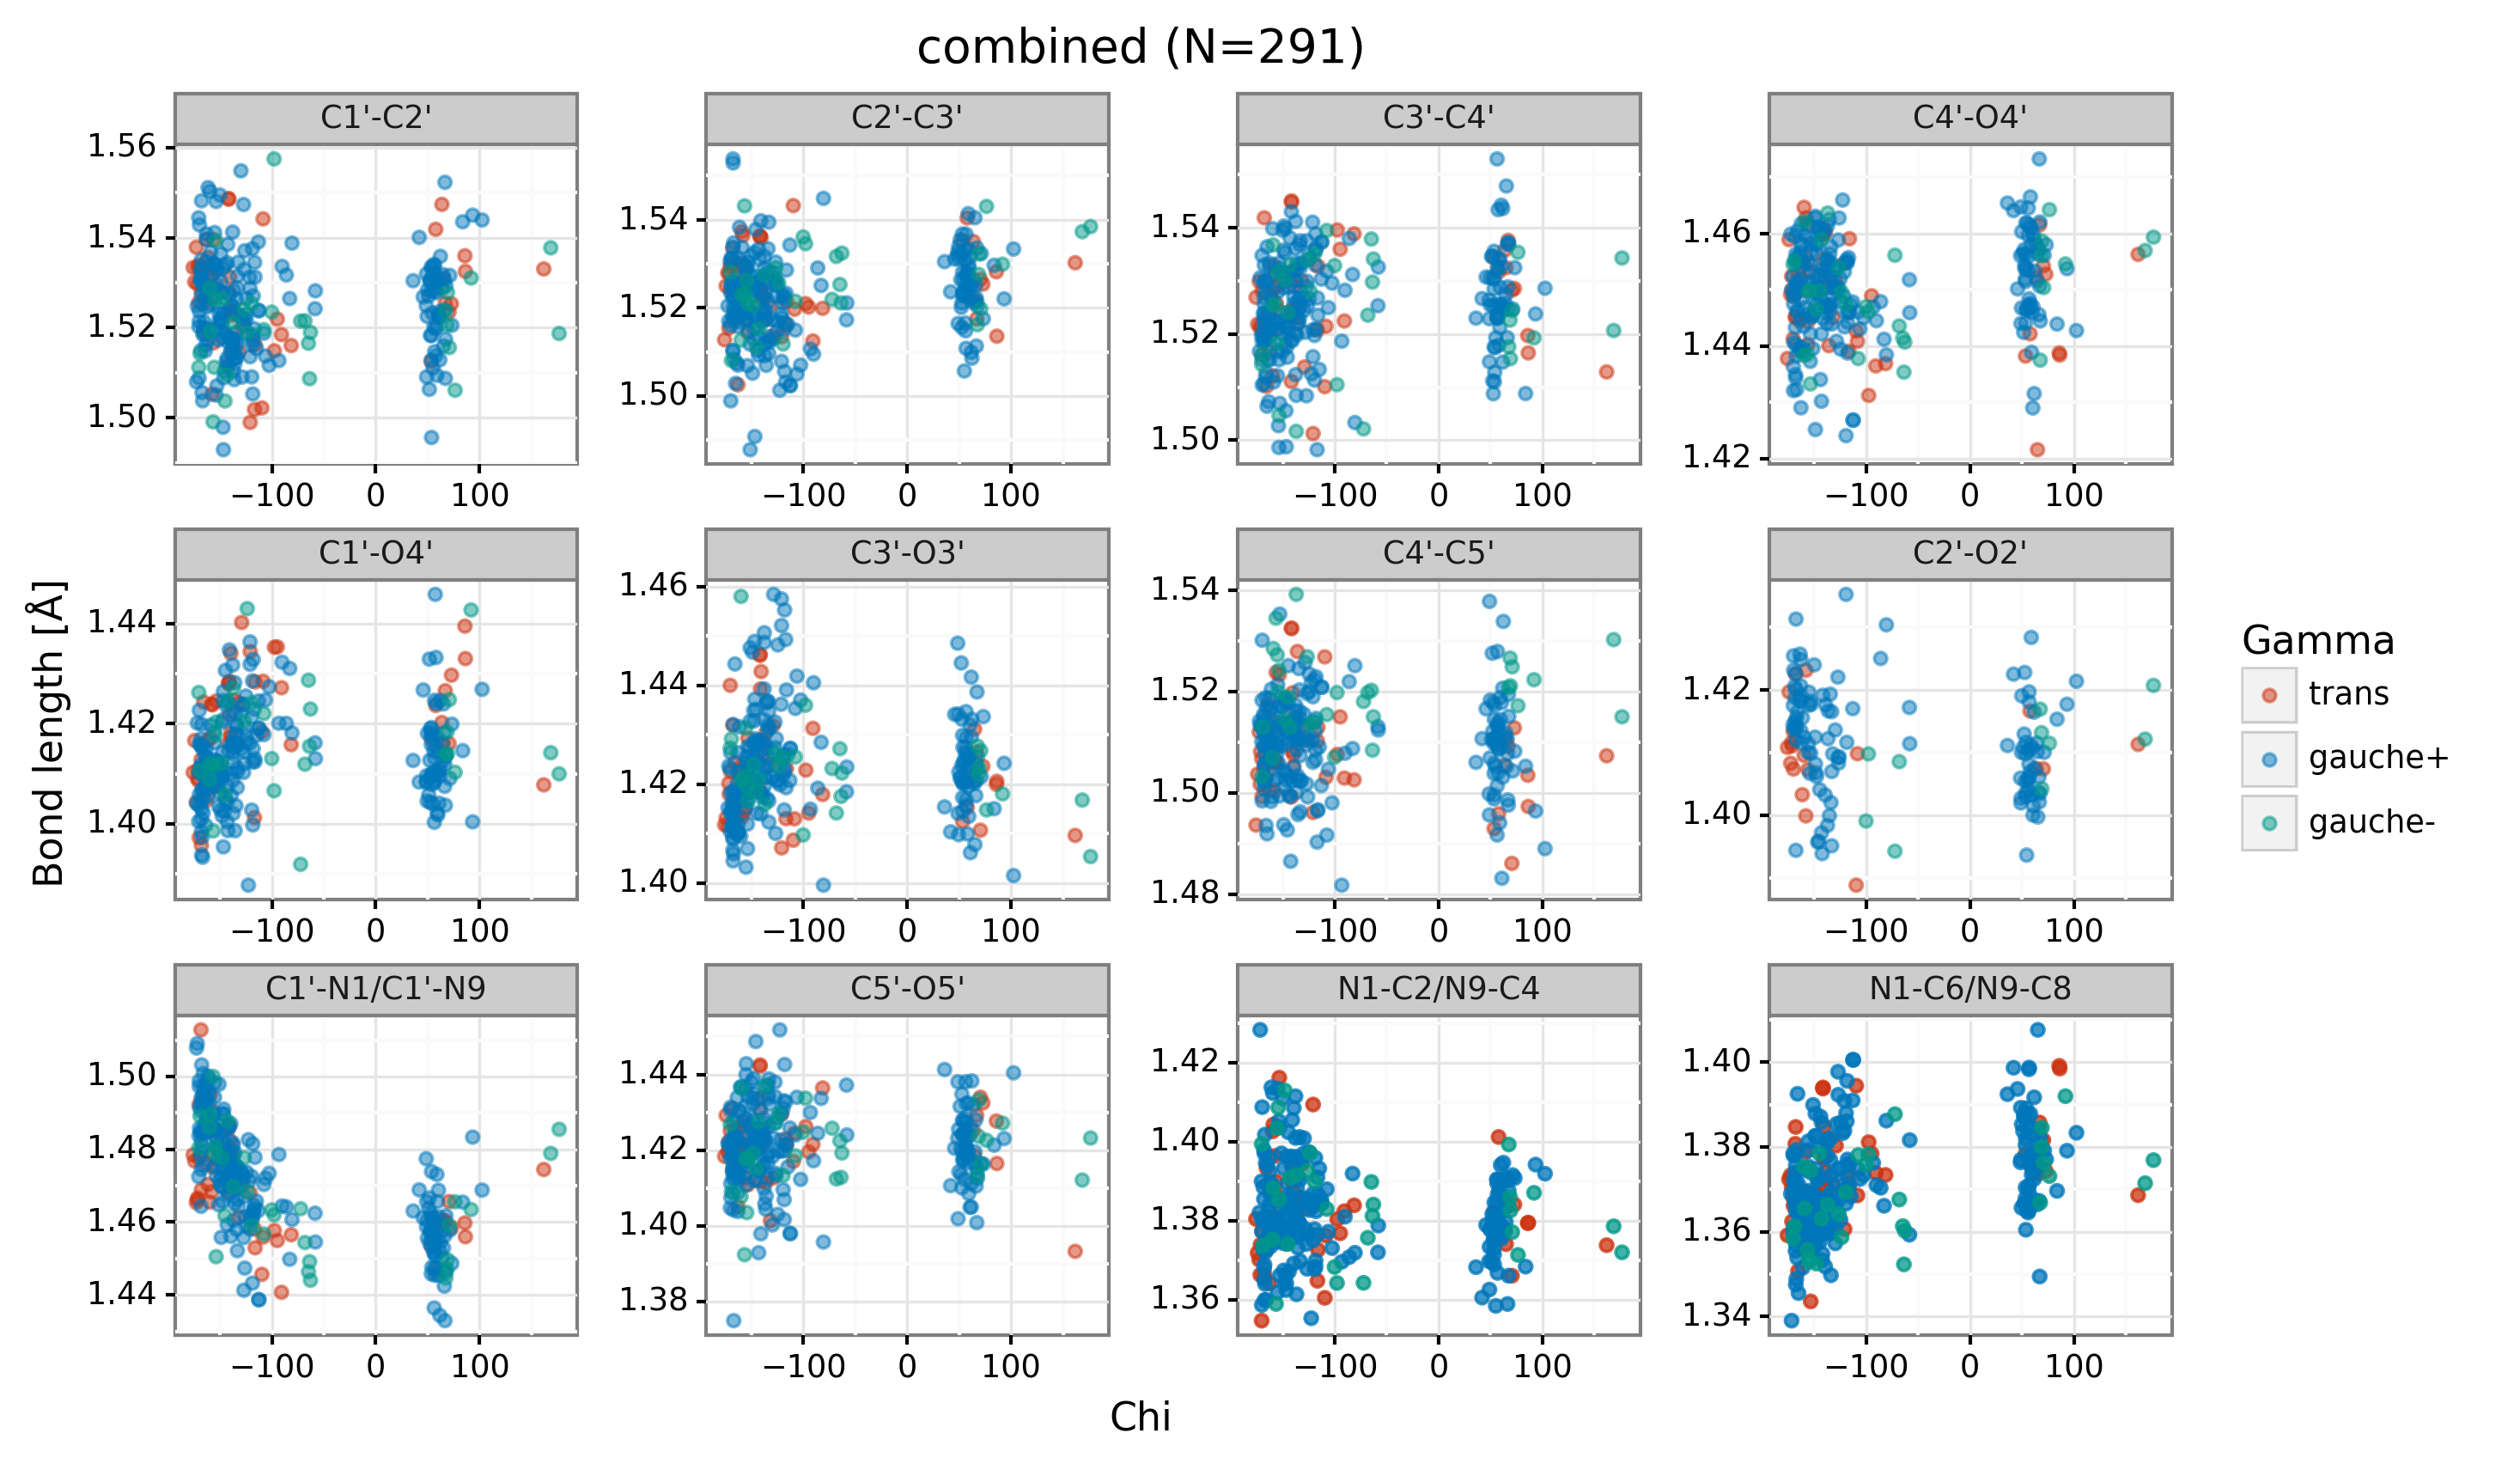 combined (N=291)
C1'-C2'
C2'-C3'
C3'-C4'
C4'-O4'
1.56
1.54
1.52
1.50
−100 0 100
1.54
1.52
1.50
−100 0 100
1.54
1.52
1.50
−100 0 100
1.46
1.44
1.42
−100 0 100
C1'-O4'
C3'-O3'
C4'-C5'
C2'-O2'
1.44
1.42
1.40
−100 0 100
1.46
1.44
1.42
1.40
−100 0 100
1.54
1.52
1.50
1.48
−100 0 100
1.42
1.40
−100 0 100
C1'-N1/C1'-N9
C5'-O5'
N1-C2/N9-C4
N1-C6/N9-C8
1.50
1.48
1.46
1.44
−100 0 100
1.44
1.42
1.40
1.38
−100 0 100
1.42
1.40
1.38
1.36
−100 0 100
1.40
1.38
1.36
1.34
−100 0 100
Bond length [Å]
Chi
Gamma
trans
gauche+
gauche-